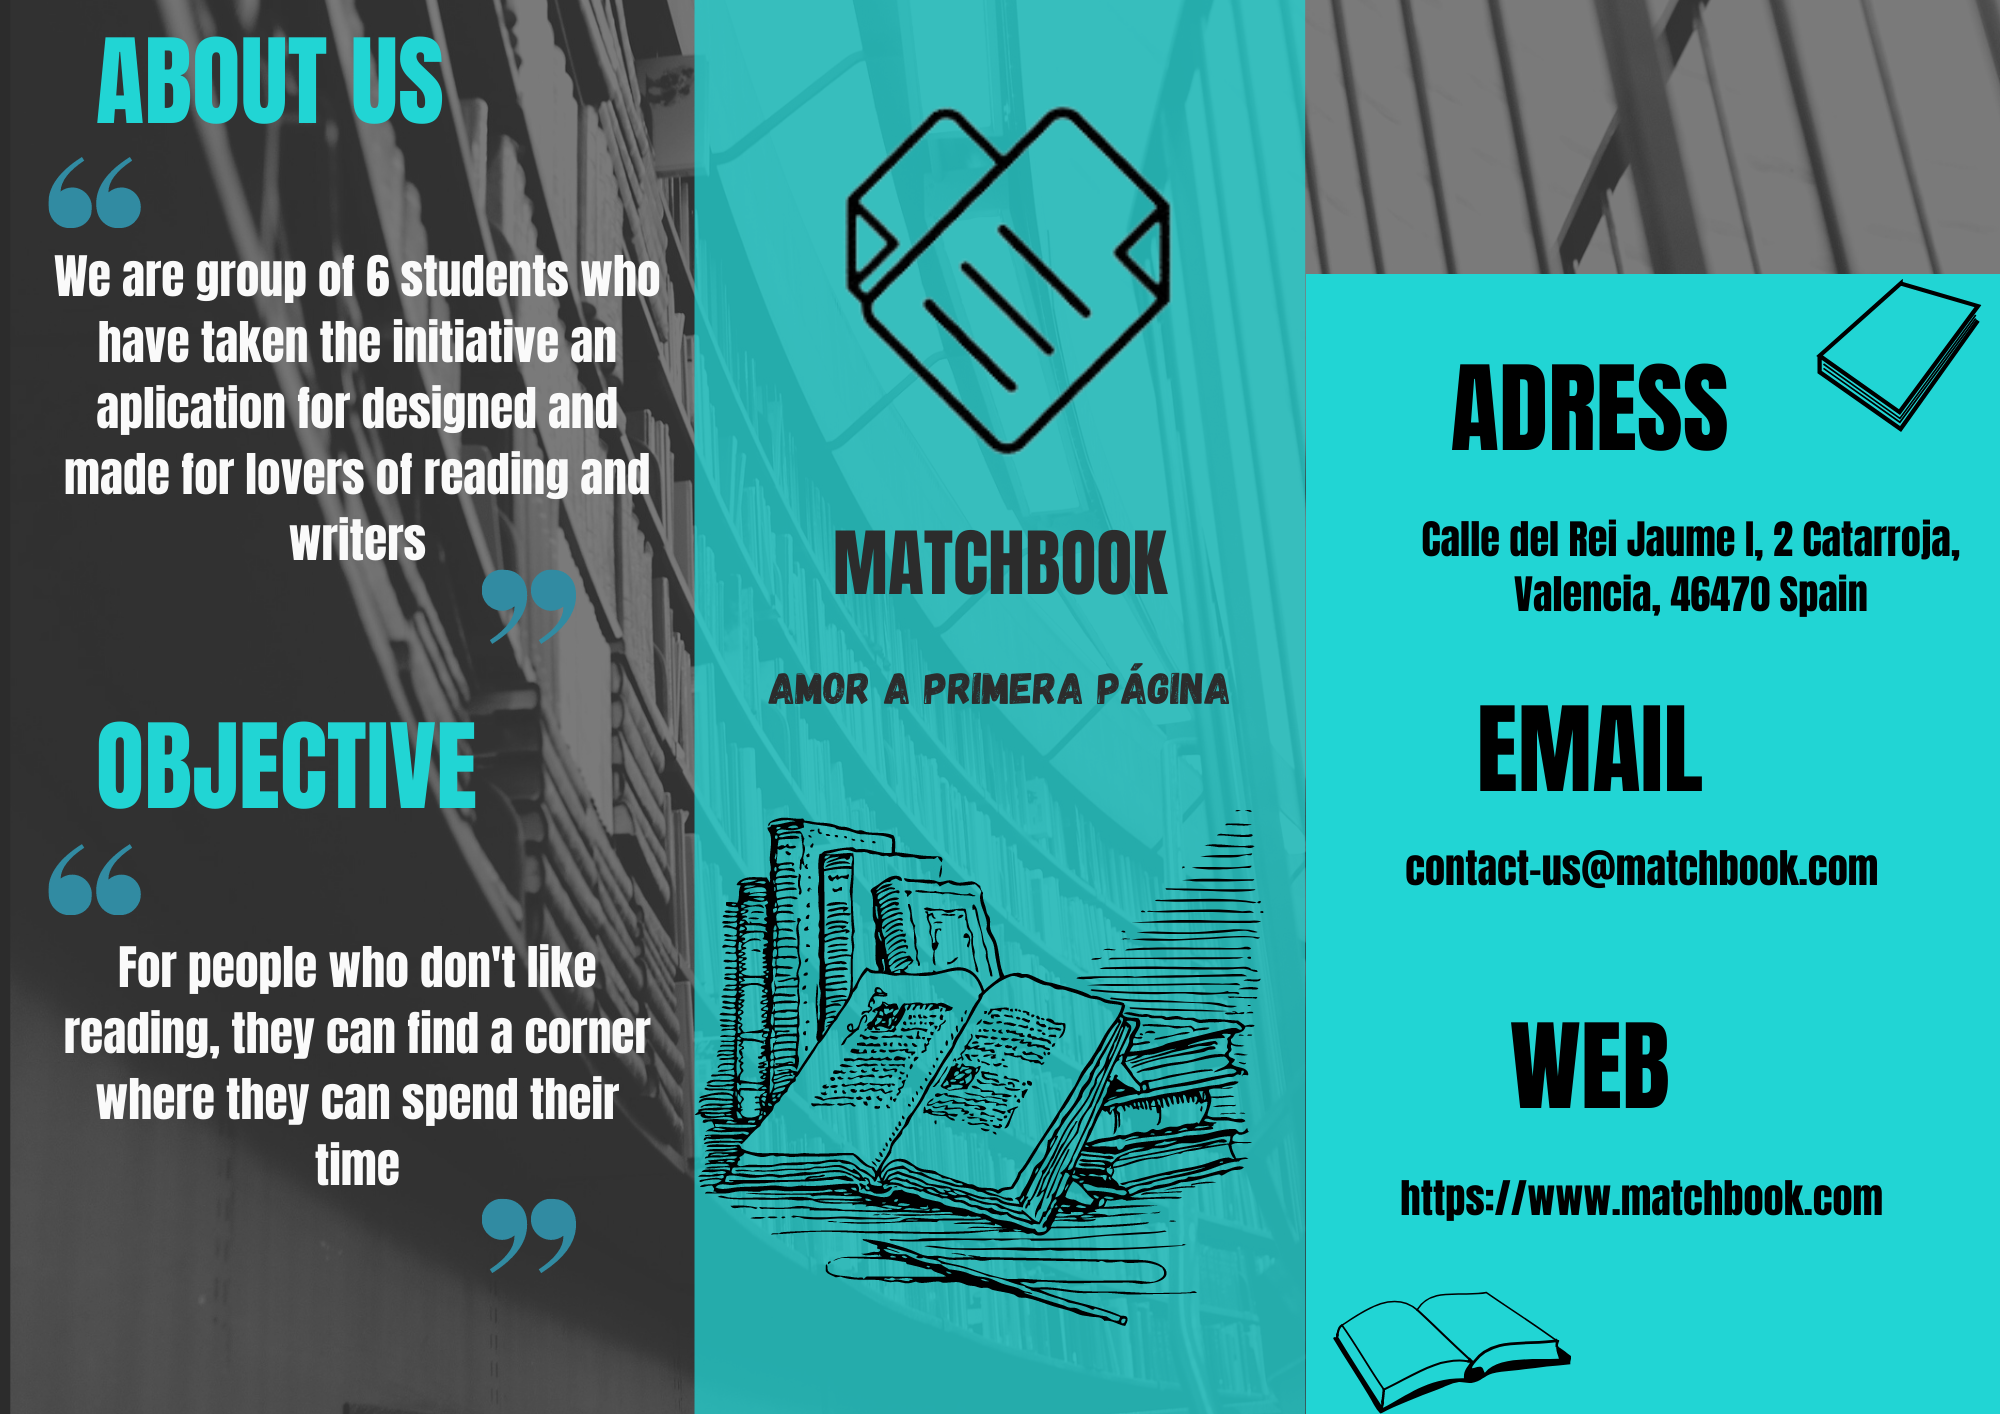 ABOUT US
“
We are group of 6 students who
have taken the initiative an
aplication for designed and
made for lovers of reading and
writers
”
OBJECTIVE
“
For people who don't like
reading, they can find a corner
where they can spend their
time
”
MATCHBOOK
AMOR A PRIMERA PÁGINA
ADRESS
Calle del Rei Jaume I, 2 Catarroja,
Valencia, 46470 Spain
EMAIL
contact-us@matchbook.com
WEB
https://www.matchbook.com